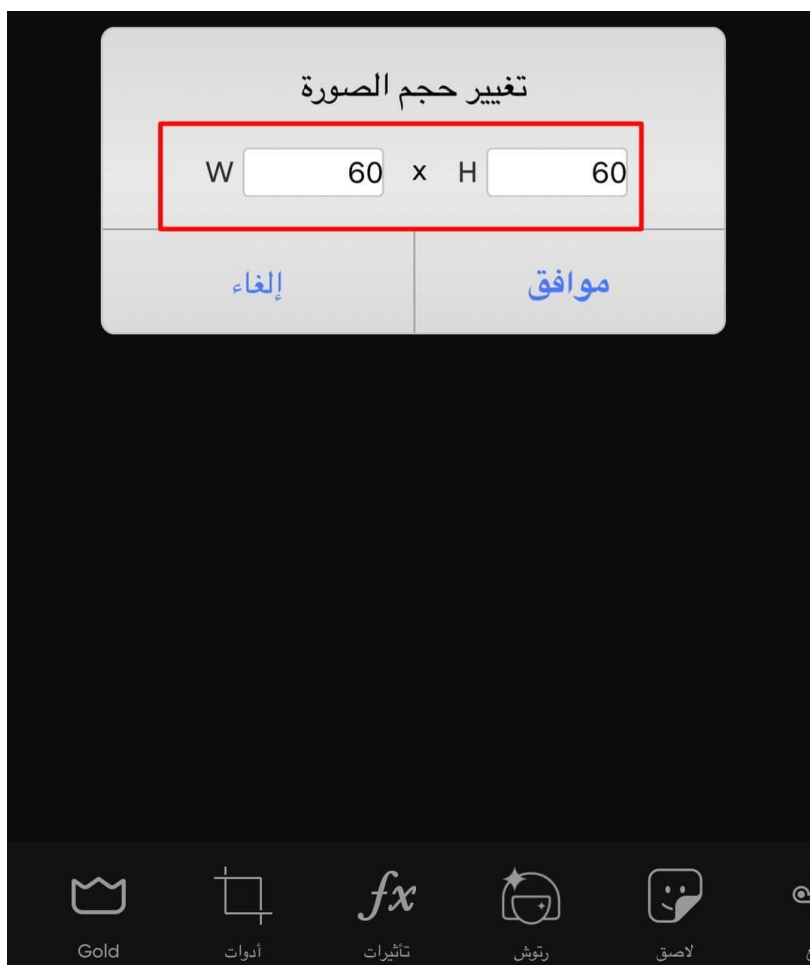 تغيير حجم الصورة
W 60 x H 60
إلغاء
موافق
Gold
أدوات
تأثيرات
رتوش
لاصق